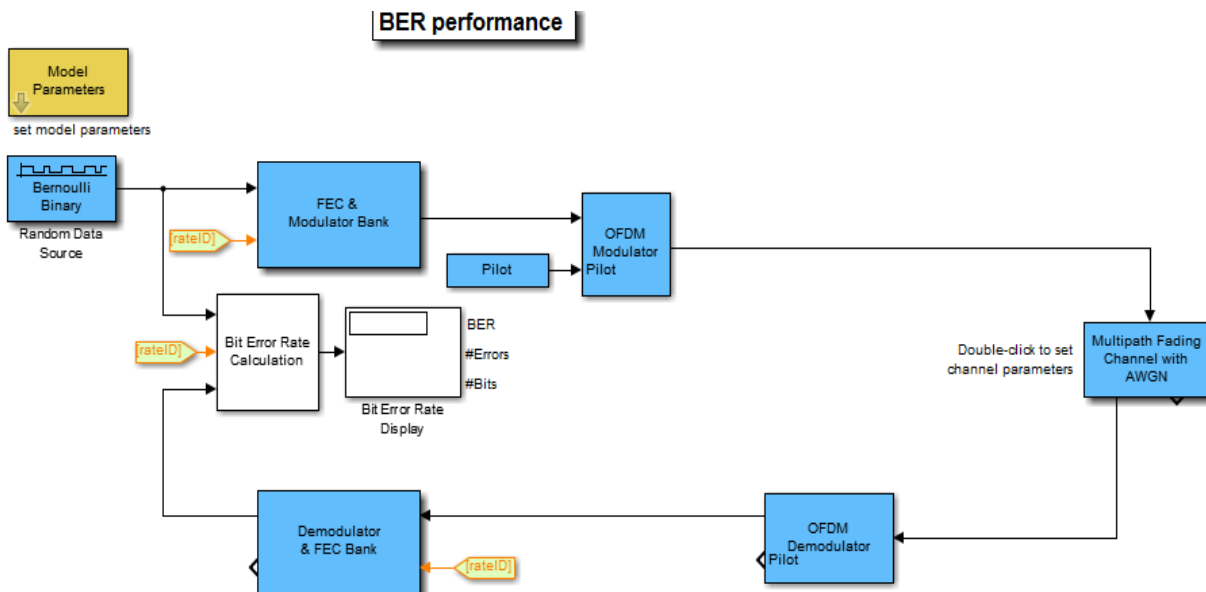 BER performance
Model
Parameters
set model parameters
Bernoulli
Binary
Random Data
Source
FEC &
Modulator Bank
[rateID]
OFDM
Modulator
Pilot
Pilot
Bit Error Rate
Calculation
[rateID]
BER
#Errors
#Bits
Bit Error Rate
Display
Double-click to set
channel parameters
Multipath Fading
Channel with
AWGN
Demodulator
& FEC Bank
[rateID]
OFDM
Demodulator
Pilot